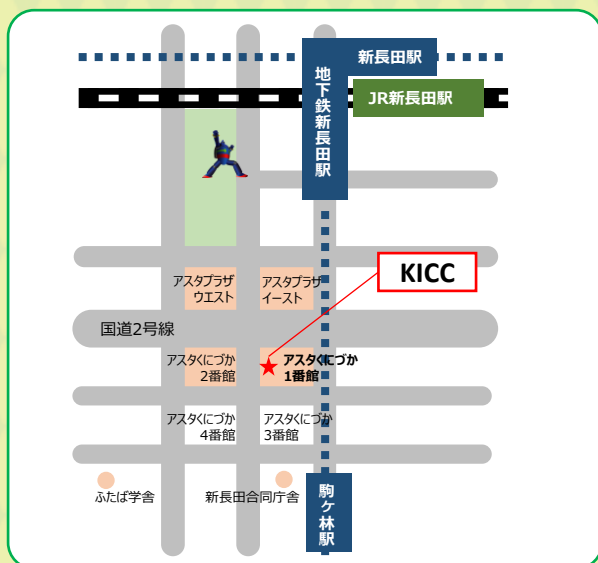 新長田駅
地下鉄新長田駅
JR新長田駅
KICC
アスタプラザ
ウエスト
アスタプラザ
イースト
国道2号線
アスタくにづか
2番館
アスタくにづか
1番館
アスタくにづか
4番館
アスタくにづか
3番館
ふたば学舎
新長田合同庁舎
駒ケ林駅